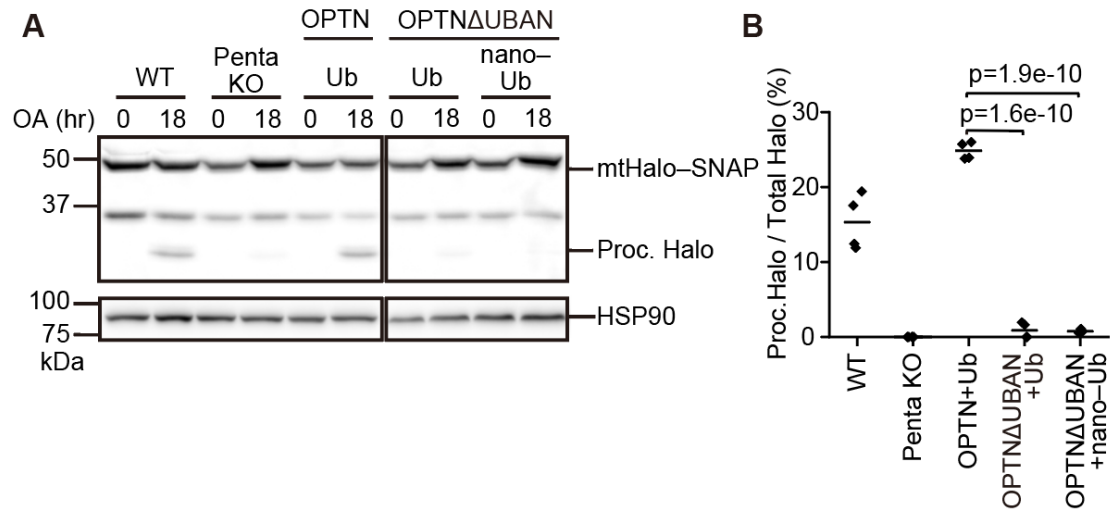 A
OPTN
OPTNΔUBAN
WT
Penta
KO
Ub
Ub
nano–
Ub
OA (hr)
0
18
0
18
0
18
0
18
0
18
50
37
mtHalo–SNAP
Proc. Halo
100
75
kDa
HSP90
B
Proc.Halo / Total Halo (%)
30
20
10
0
p=1.9e-10
p=1.6e-10
WT
Penta KO
OPTN+Ub
OPTNΔUBAN
+Ub
OPTNΔUBAN
+nano–Ub